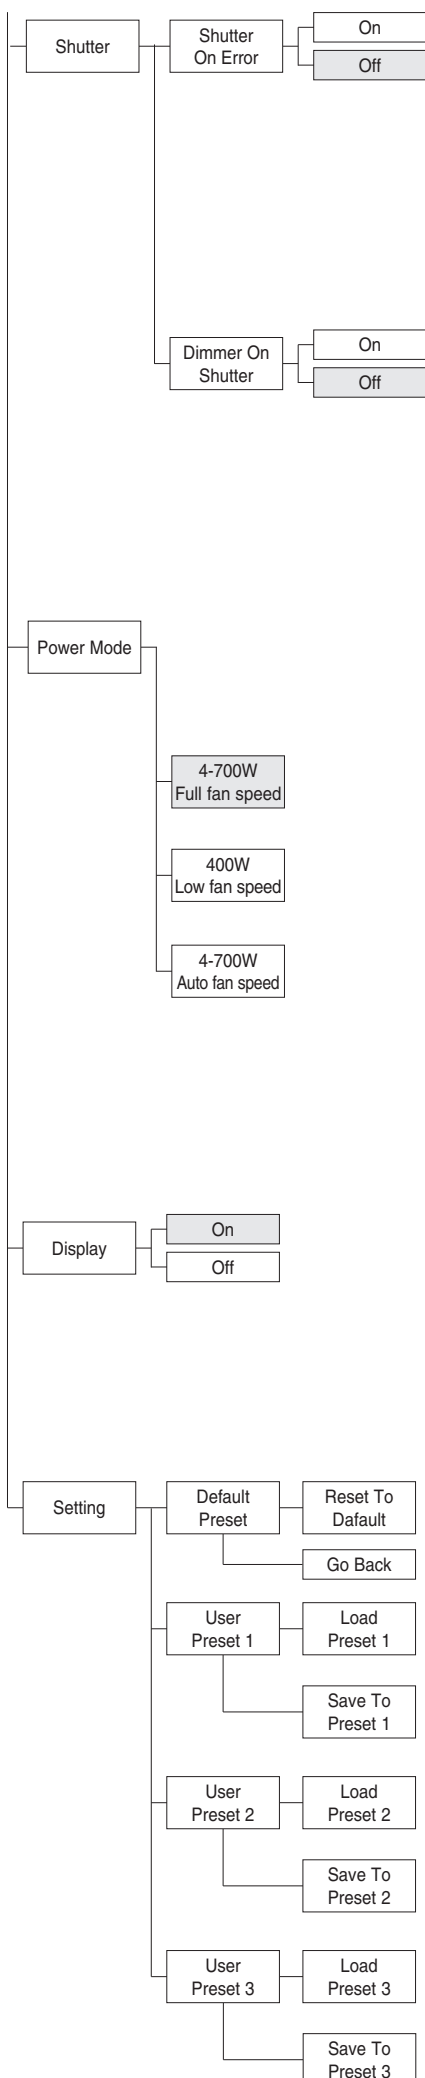 Shutter
Shutter
On Error
On
Off
Dimmer On
Shutter
On
Off
Power Mode
4-700W
Full fan speed
400W
Low fan speed
4-700W
Auto fan speed
Display
On
Off
Setting
Default
Preset
Reset To
Dafault
Go Back
User
Preset 1
Load
Preset 1
Save To
Preset 1
User
Preset 2
Load
Preset 2
Save To
Preset 2
User
Preset 3
Load
Preset 3
Save To
Preset 3